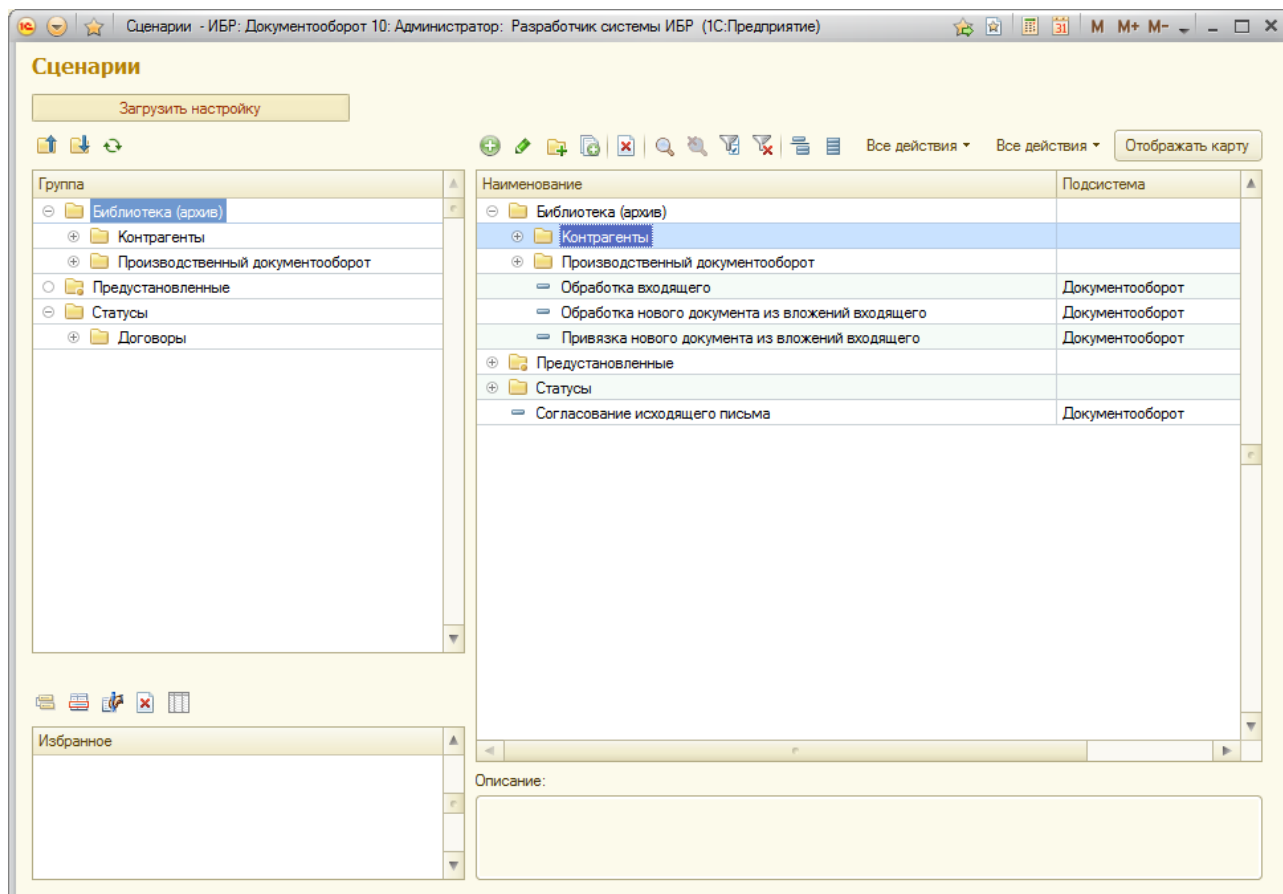 Сценарии - ИБР: Документооборот 10: Администратор: Разработчик системы ИБР (1С:Предприятие)
31 M M+ M-
Сценарии
Загрузить настройку
Все действия Все действия Отображать карту
Группа
Библиотека (архив)
Контрагенты
Производственный документооборот
Предустановленные
Статусы
Договоры
Наименование Подсистема
Библиотека (архив)
Контрагенты
Производственный документооборот
Обработка входящего Документооборот
Обработка нового документа из вложений входящего Документооборот
Привязка нового документа из вложений входящего Документооборот
Предустановленные
Статусы
Согласование исходящего письма Документооборот
Избранное
Описание: